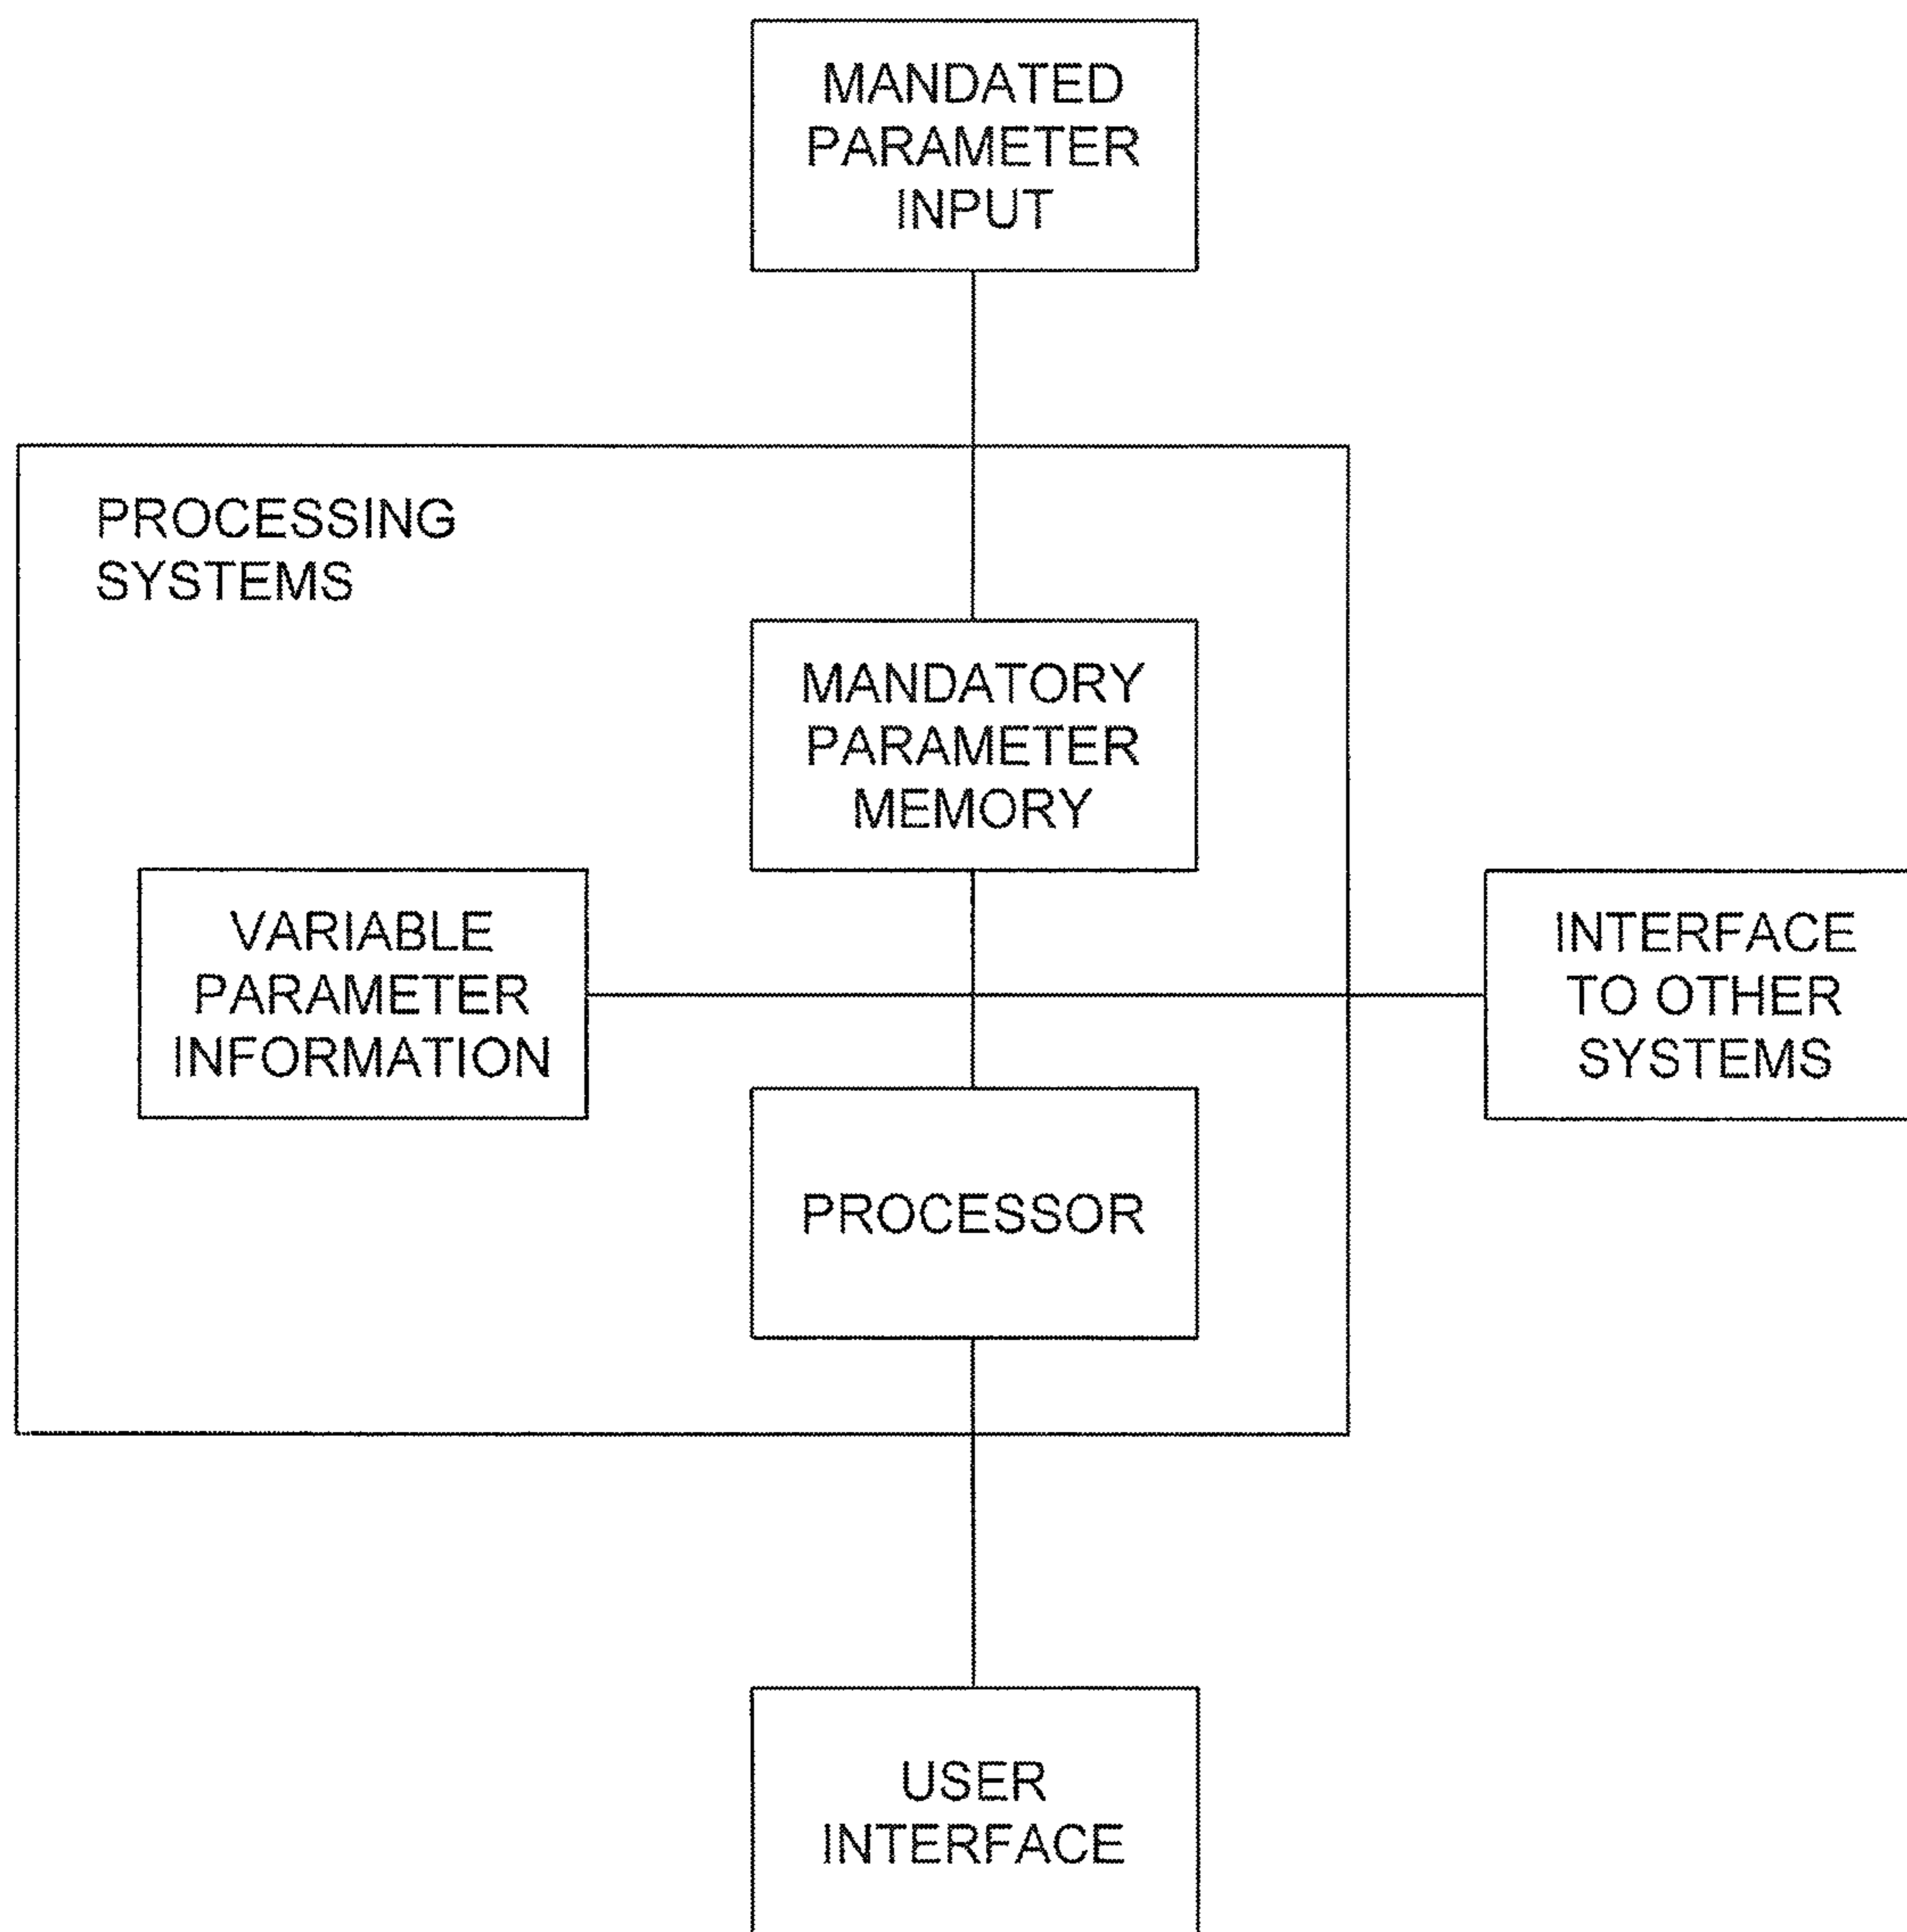 MANDATED
PARAMETER
INPUT
PROCESSING
SYSTEMS
MANDATORY
PARAMETER
MEMORY
VARIABLE
PARAMETER
INFORMATION
INTERFACE
TO OTHER
SYSTEMS
PROCESSOR
USER
INTERFACE